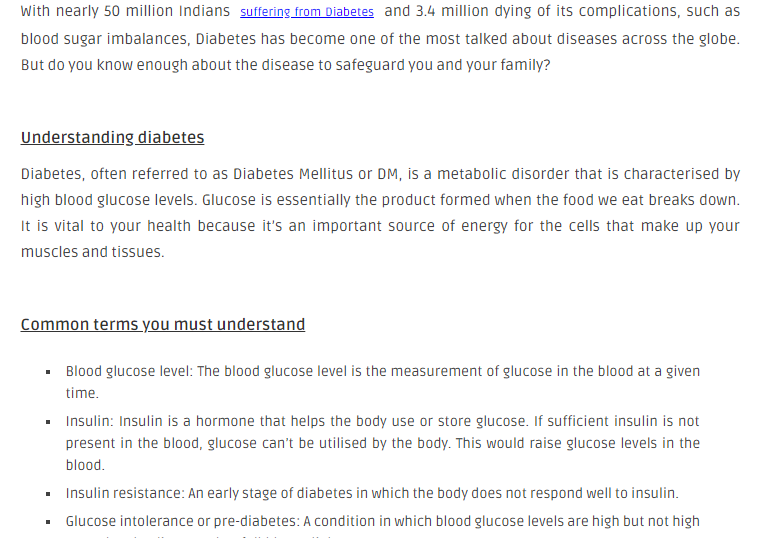 With nearly 50 million Indians suffering from Diabetes and 3.4 million dying of its complications, such as
blood sugar imbalances, Diabetes has become one of the most talked about diseases across the globe.
But do you know enough about the disease to safeguard you and your family?
Understanding diabetes
Diabetes, often referred to as Diabetes Mellitus or DM, is a metabolic disorder that is characterised by
high blood glucose levels. Glucose is essentially the product formed when the food we eat breaks down.
It is vital to your health because it's an important source of energy for the cells that make up your
muscles and tissues.
Common terms you must understand
▪ Blood glucose level: The blood glucose level is the measurement of glucose in the blood at a given
time.
▪ Insulin: Insulin is a hormone that helps the body use or store glucose. If sufficient insulin is not
present in the blood, glucose can't be utilised by the body. This would raise glucose levels in the
blood.
▪ Insulin resistance: An early stage of diabetes in which the body does not respond well to insulin.
▪ Glucose intolerance or pre-diabetes: A condition in which blood glucose levels are high but not high